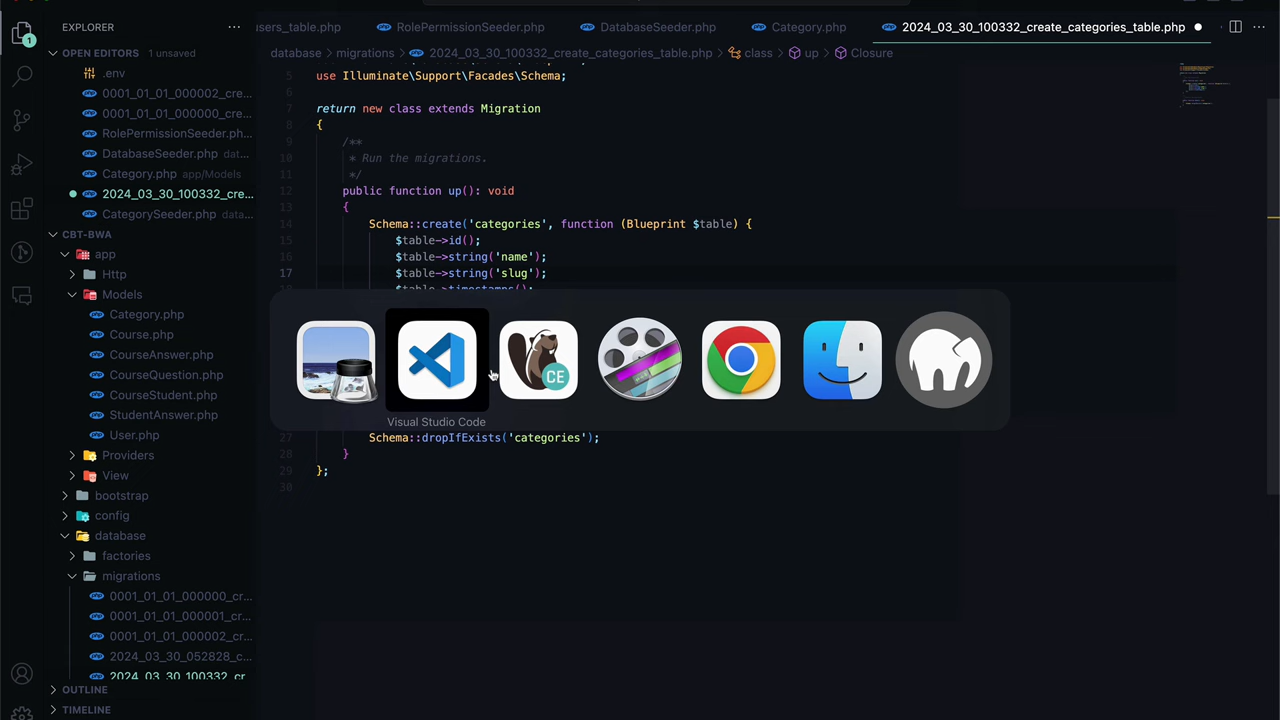 EXPLORER
users_table.php
RolePermissionSeeder.php
DatabaseSeeder.php
Category.php
2024_03_30_100332_create_categories_table.php
OPEN EDITORS 1 unsaved
.env
0001_01_01_000002_cre...
0001_01_01_000000_cre...
RolePermissionSeeder.ph...
DatabaseSeeder.php dat...
Category.php app/Models
2024_03_30_100332_cre...
CategorySeeder.php data...
CBT-BWA
app
Http
Models
Category.php
Course.php
CourseAnswer.php
CourseQuestion.php
CourseStudent.php
StudentAnswer.php
User.php
Providers
View
bootstrap
config
database
factories
migrations
0001_01_01_000000_cr...
0001_01_01_000001_cr...
0001_01_01_000002_cr...
2024_03_30_052828_c...
2024_03_30_100332_cr
OUTLINE
TIMELINE
database > migrations > 2024_03_30_100332_create_categories_table.php > class > up > Closure
5 use Illuminate\Support\Facades\Schema;
6
7 return new class extends Migration
8 {
9 /**
10 * Run the migrations.
11 */
12 public function up(): void
13 {
14 Schema::create('categories', function (Blueprint $table) {
15 $table->id();
16 $table->string('name');
17 $table->string('slug');
$table->timestamps();
Visual Studio Code
CE
27 Schema::dropIfExists('categories');
28 }
29 };
30